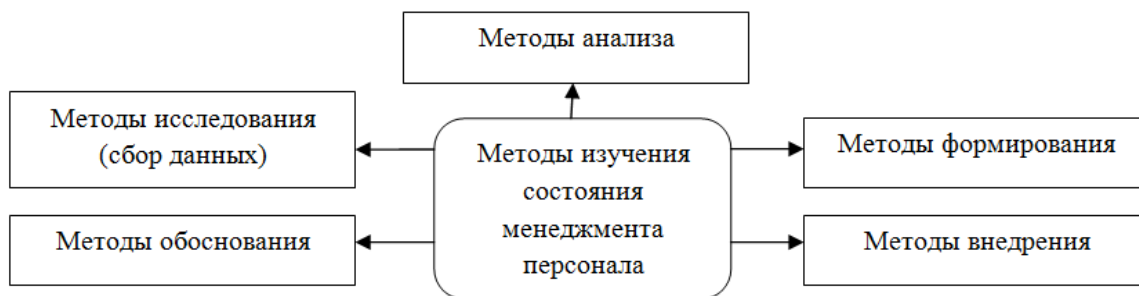 Методы анализа
Методы исследования
(сбор данных)
Методы изучения
состояния
менеджмента
персонала
Методы формирования
Методы обоснования
Методы внедрения